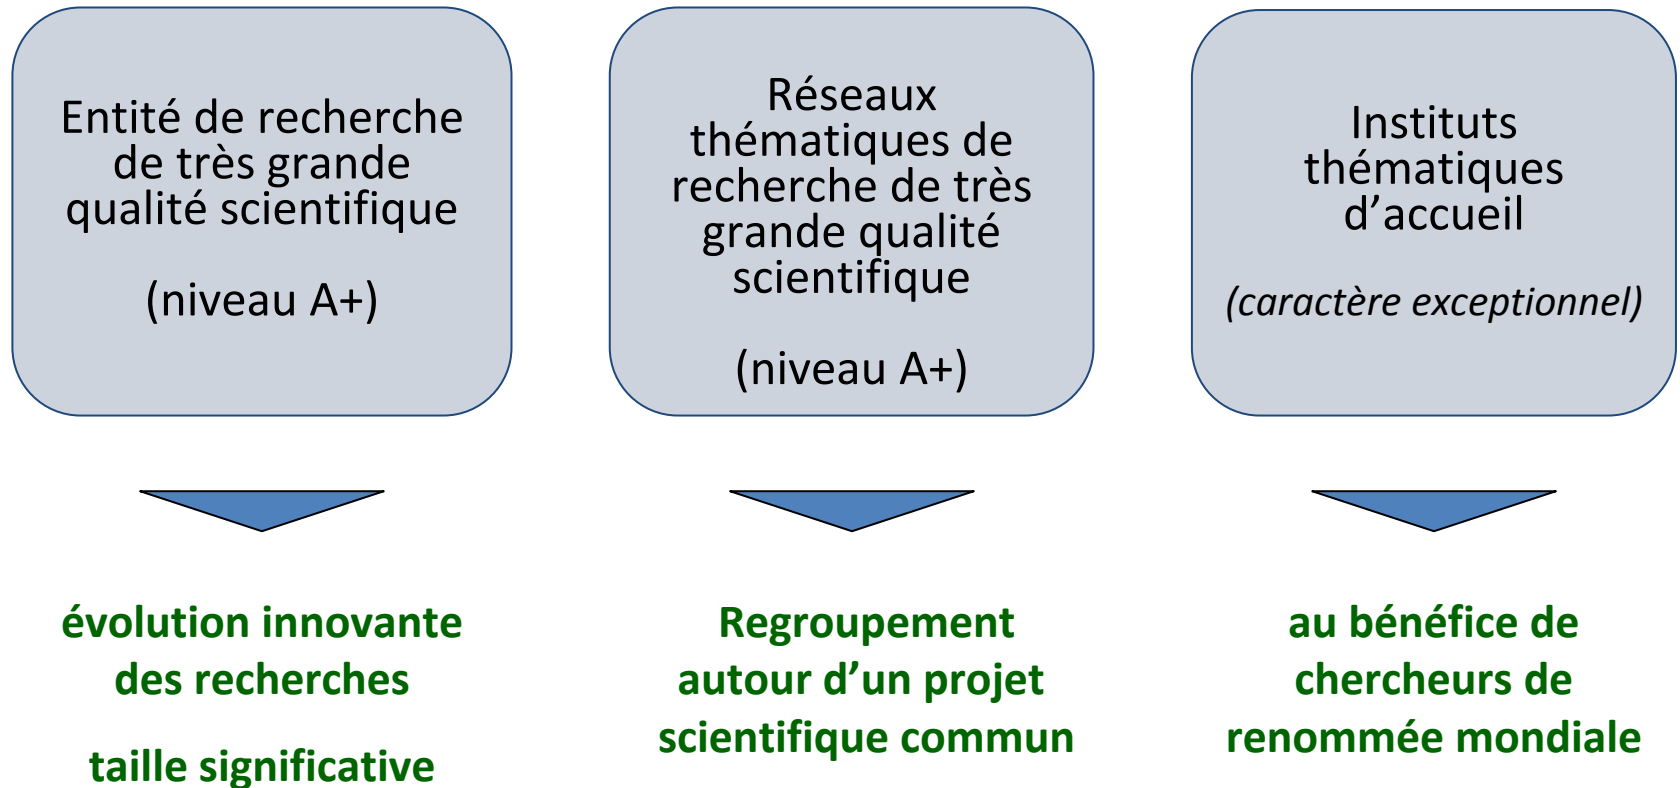 Entité de recherche
de très grande
qualité scientifique
(niveau A+)
Réseaux
thématiques de
recherche de très
grande qualité
scientifique
(niveau A+)
Instituts
thématiques
d’accueil
(caractère exceptionnel)
évolution innovante
des recherches
taille significative
Regroupement
autour d’un projet
scientifique commun
au bénéfice de
chercheurs de
renommée mondiale